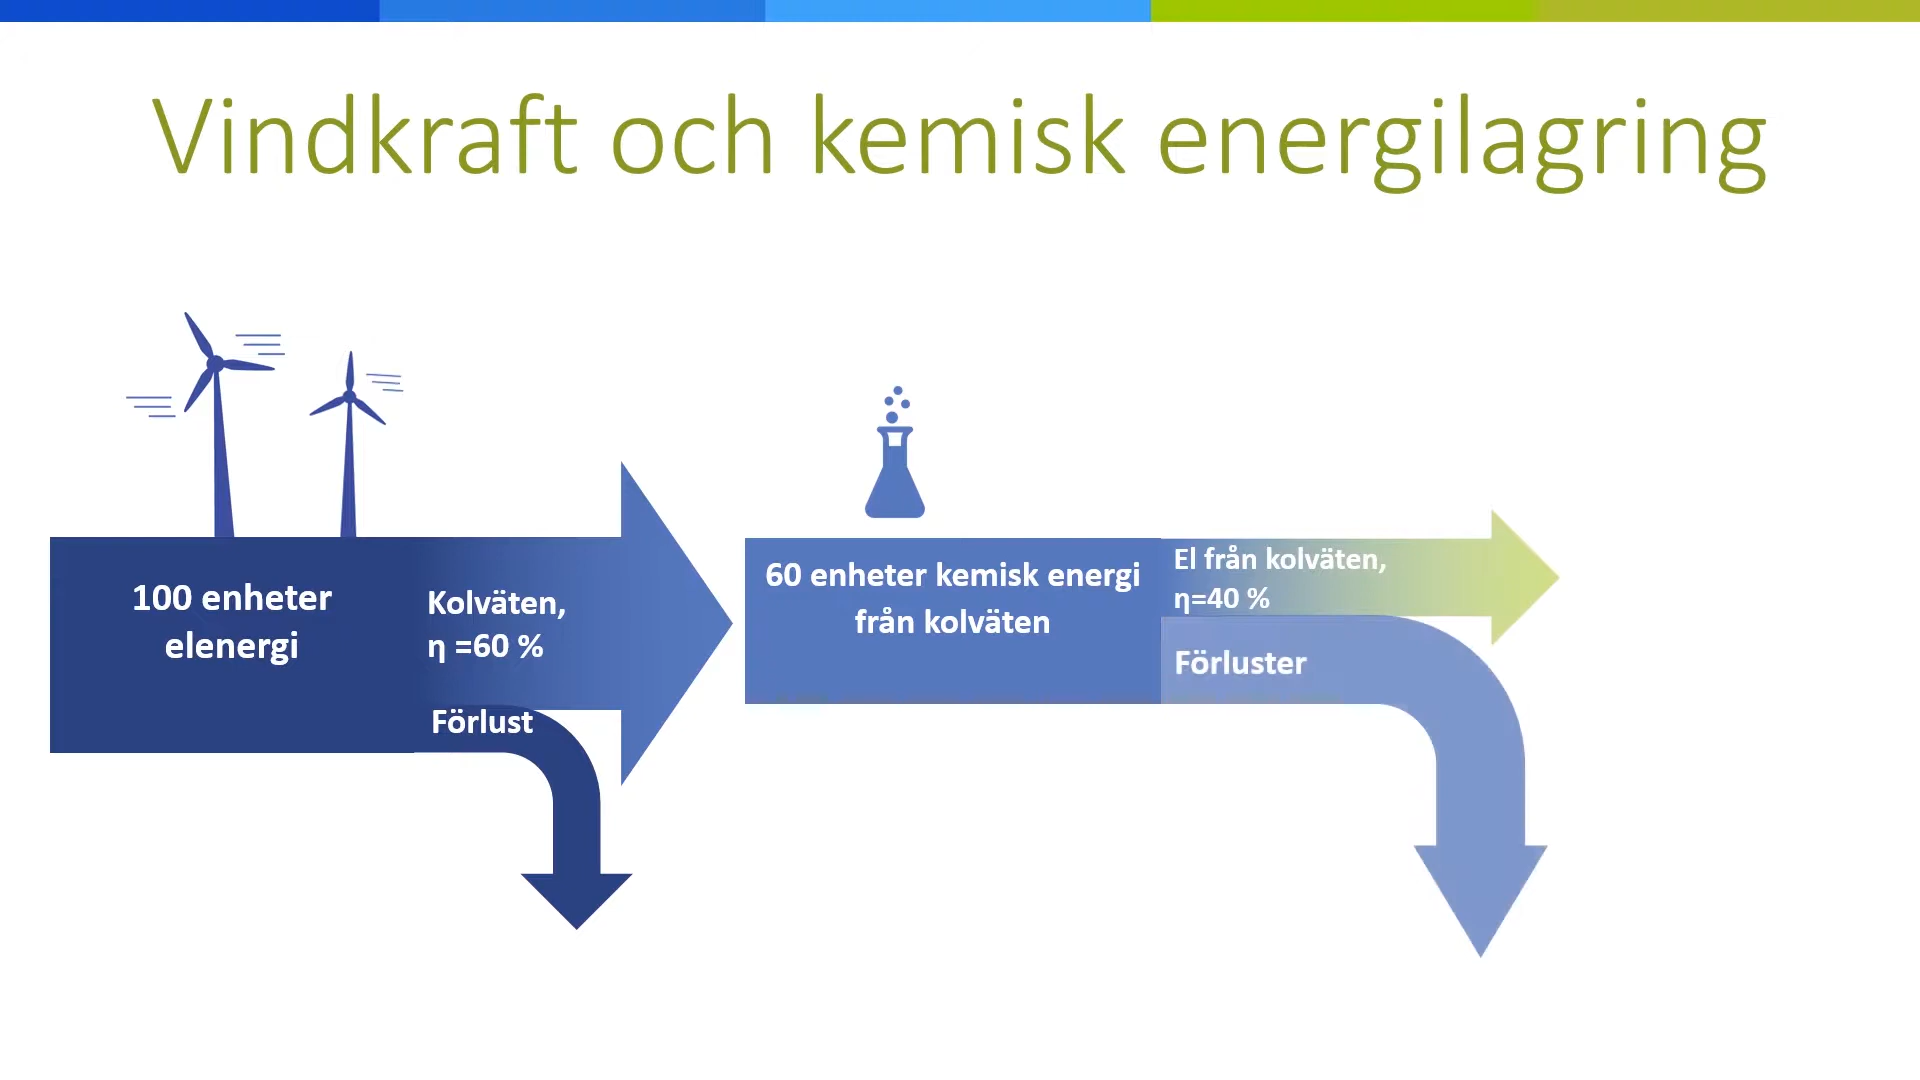 Vindkraft och kemisk energilagring
100 enheter
elenergi
Kolväten,
η =60 %
Förlust
60 enheter kemisk energi
från kolväten
El från kolväten,
η=40 %
Förluster